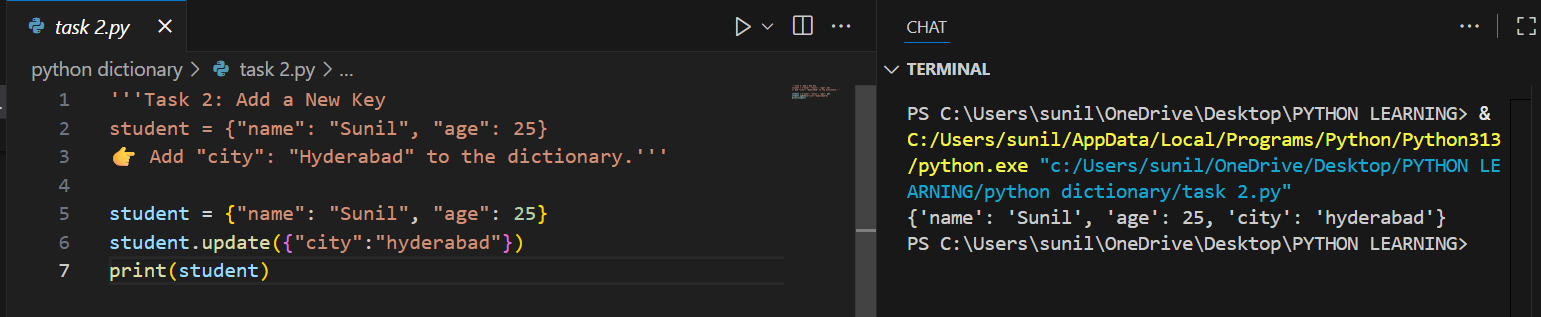 task 2.py
python dictionary > task 2.py > ...
1 '''Task 2: Add a New Key
2 student = {"name": "Sunil", "age": 25}
3 👉 Add "city": "Hyderabad" to the dictionary.'''
4
5 student = {"name": "Sunil", "age": 25}
6 student.update({"city":"hyderabad"})
7 print(student)
CHAT
TERMINAL
PS C:\Users\sunil\OneDrive\Desktop\PYTHON LEARNING> &
C:/Users/sunil/AppData/Local/Programs/Python/Python313
/python.exe "c:/Users/sunil/OneDrive/Desktop/PYTHON LE
ARNING/python dictionary/task 2.py"
{'name': 'Sunil', 'age': 25, 'city': 'hyderabad'}
PS C:\Users\sunil\OneDrive\Desktop\PYTHON LEARNING>